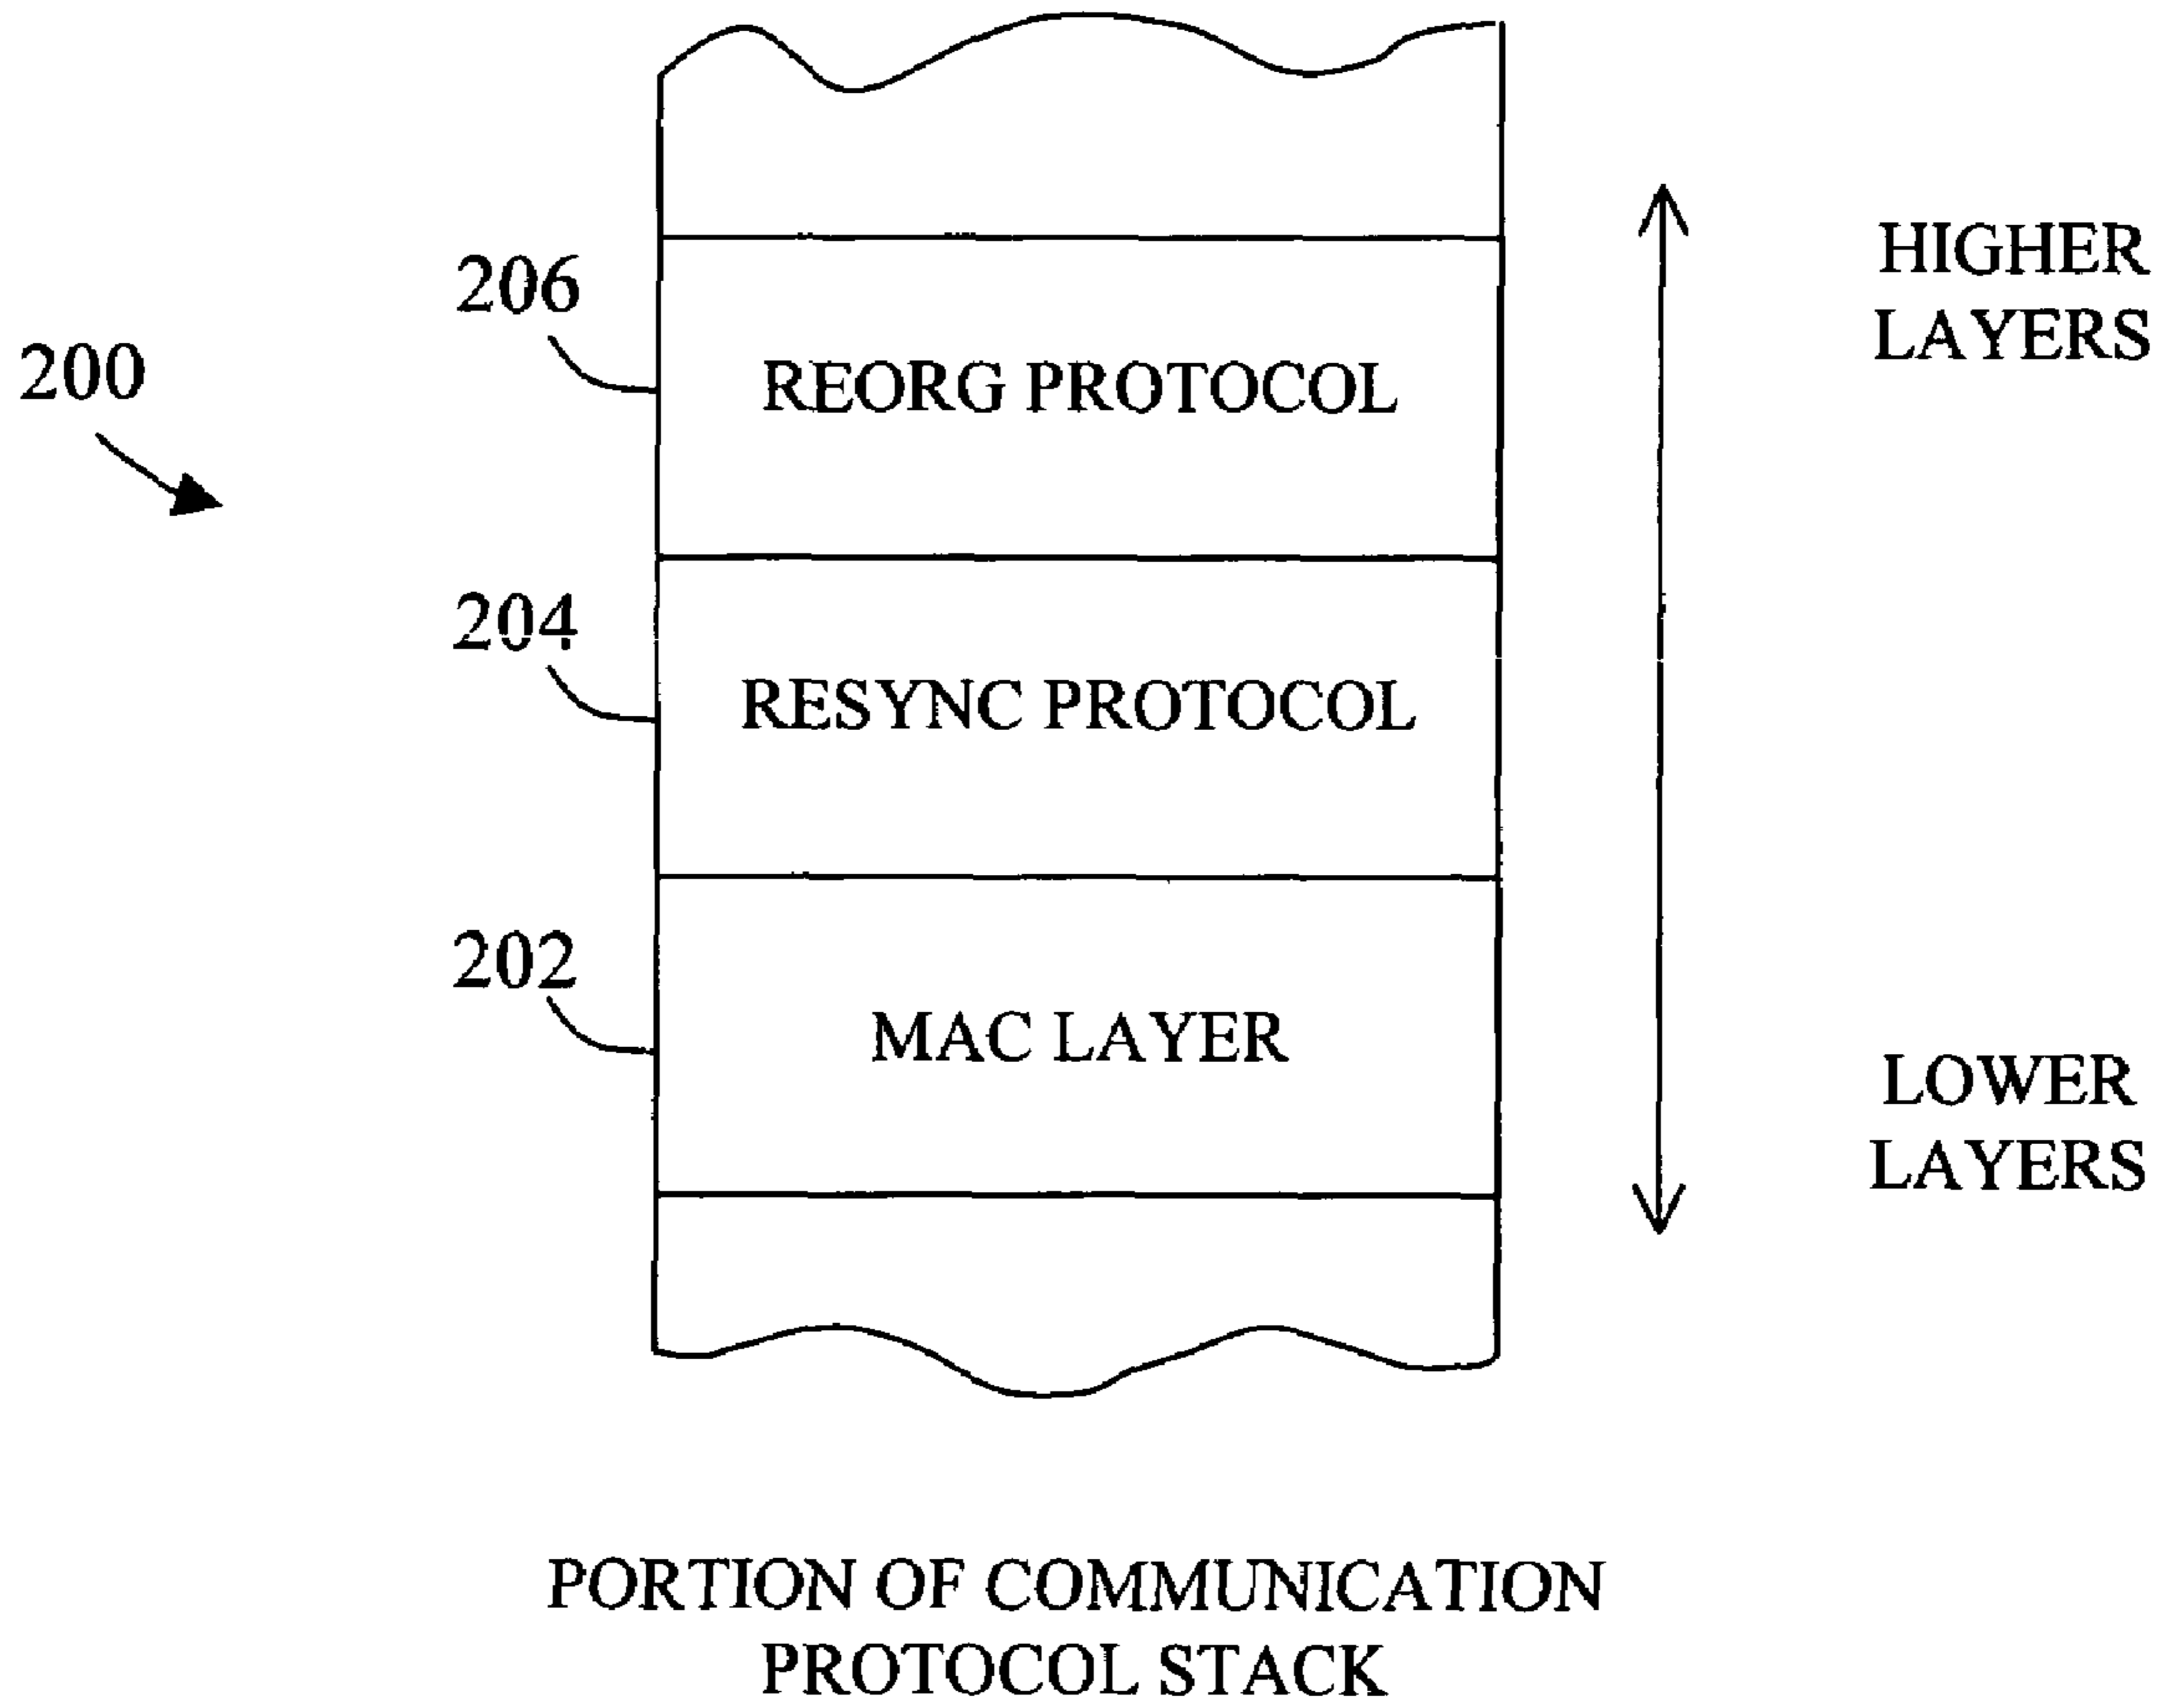 206
HIGHER
LAYERS
200
REORG PROTOCOL
204
RESYNC PROTOCOL
202
MAC LAYER
LOWER
LAYERS
PORTION OF COMMUNICATION
PROTOCOL STACK